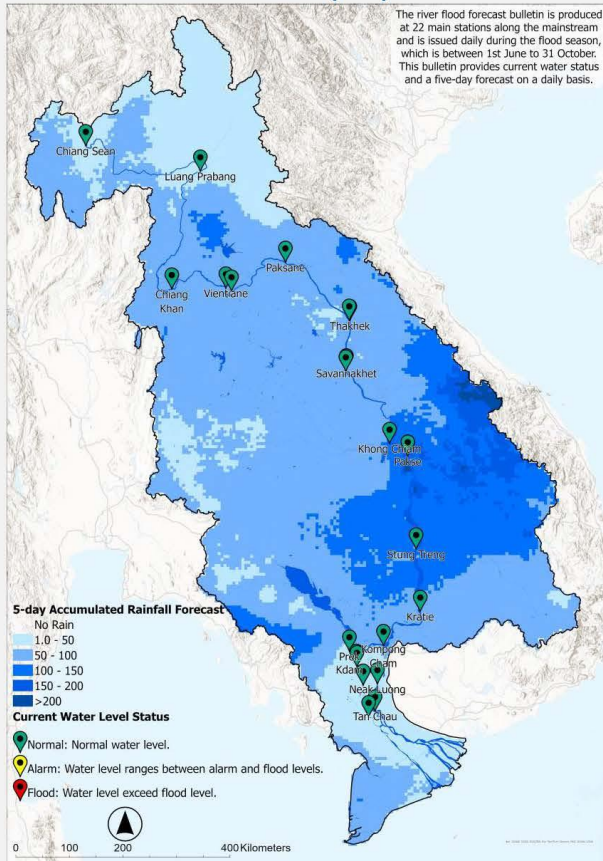 The river flood forecast bulletin is produced
at 22 main stations along the mainstream
and is issued daily during the flood season,
which is between 1st June to 31 October.
This bulletin provides current water status
and a five-day forecast on a daily basis.
Chiang Sean
Luang Prabang
Paksane
Chiang
Khan
Vientiane
Thakhek
Savannakhet
Khong Chiam
Pakse
Stung Treng
Kratie
Kompong
Cham
Prek
Kdam
Neak Luong
Tan Chau
5-day Accumulated Rainfall Forecast
No Rain
1.0 - 50
50 - 100
100 - 150
150 - 200
>200
Current Water Level Status
Normal: Normal water level.
Alarm: Water level ranges between alarm and flood levels.
Flood: Water level exceed flood level.
0 100 200 400 Kilometers